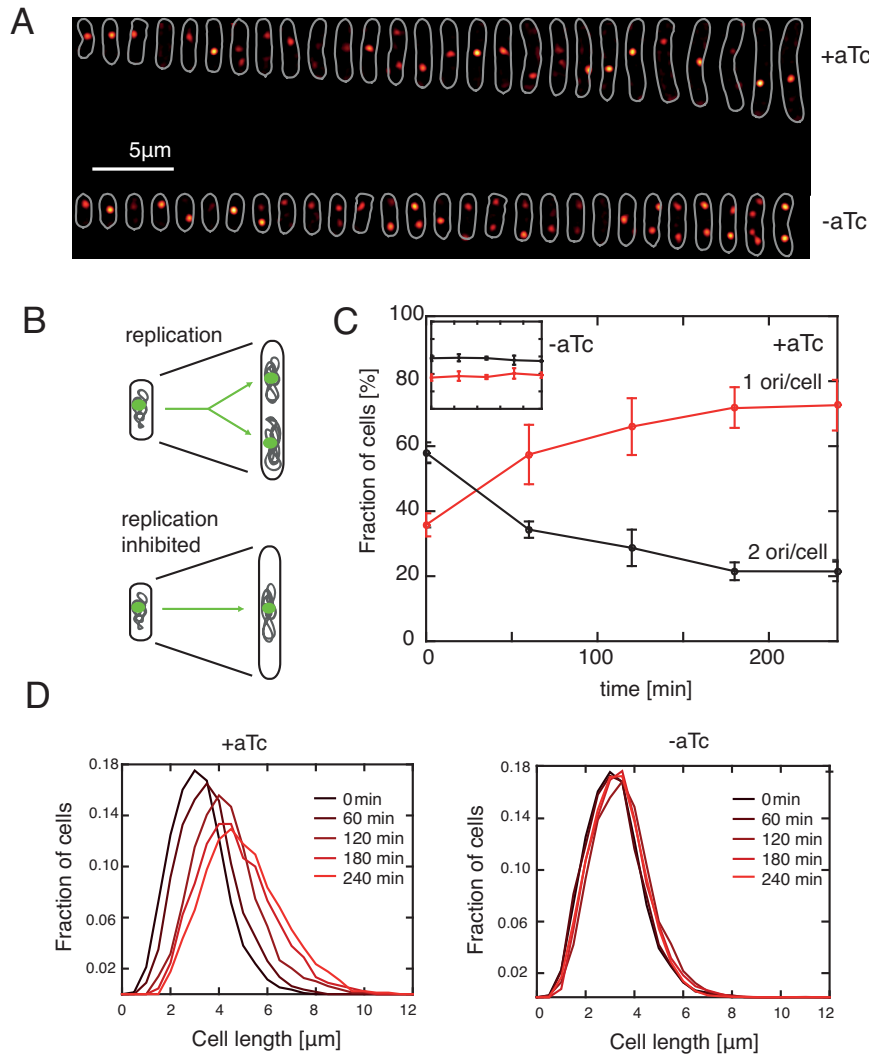 A
+aTc
5µm
-aTc
B
replication
replication
inhibited
C
-aTc
+aTc
1 ori/cell
2 ori/cell
Fraction of cells [%]
100
80
60
40
20
0
0
100
200
time [min]
D
+aTc
Fraction of cells
0.18
0.14
0.10
0.06
0.02
0min
60 min
120 min
180 min
240 min
0
2
4
6
8
10
12
Cell length [µm]
-aTc
Fraction of cells
0.18
0.14
0.10
0.06
0.02
0min
60 min
120 min
180 min
240 min
0
2
4
6
8
10
12
Cell length [µm]